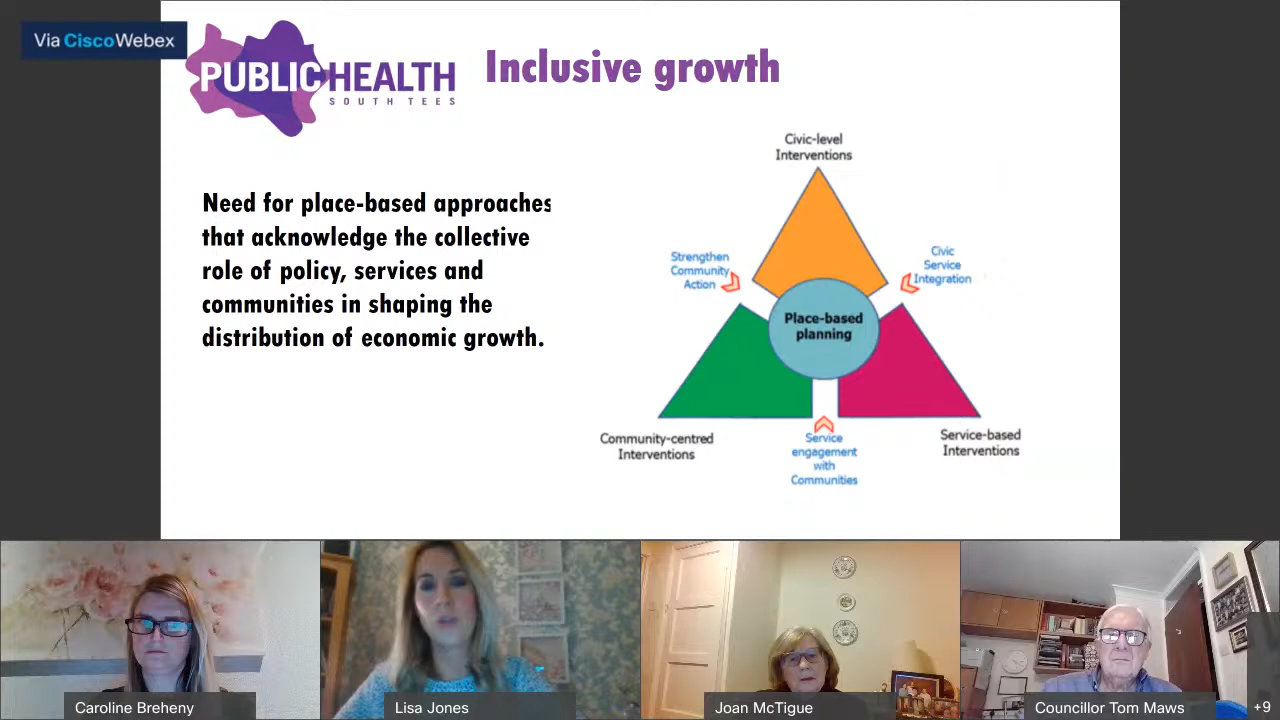 Via Cisco Webex
PUBLIC HEALTH
SOUTH TEES
Inclusive growth
Need for place-based approaches
that acknowledge the collective
role of policy, services and
communities in shaping the
distribution of economic growth.
Civic-level
Interventions
Strengthen
Community
Action
Civic
Service
Integration
Place-based
planning
Community-centred
Interventions
Service
engagement
with
Communities
Service-based
Interventions
Caroline Breheny
Lisa Jones
Joan McTigue
Councillor Tom Maws
+9